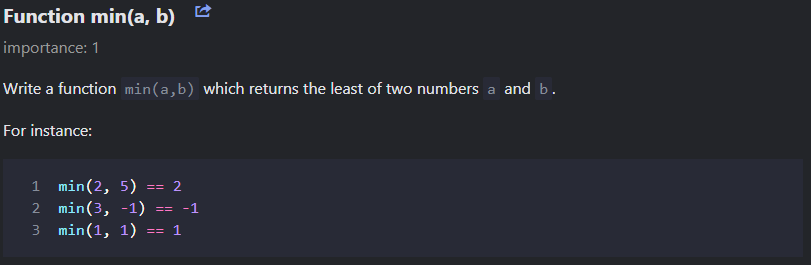 Function min(a, b)
importance: 1
Write a function min(a,b) which returns the least of two numbers a and b.
For instance:
1 min(2, 5) == 2
2 min(3, -1) == -1
3 min(1, 1) == 1